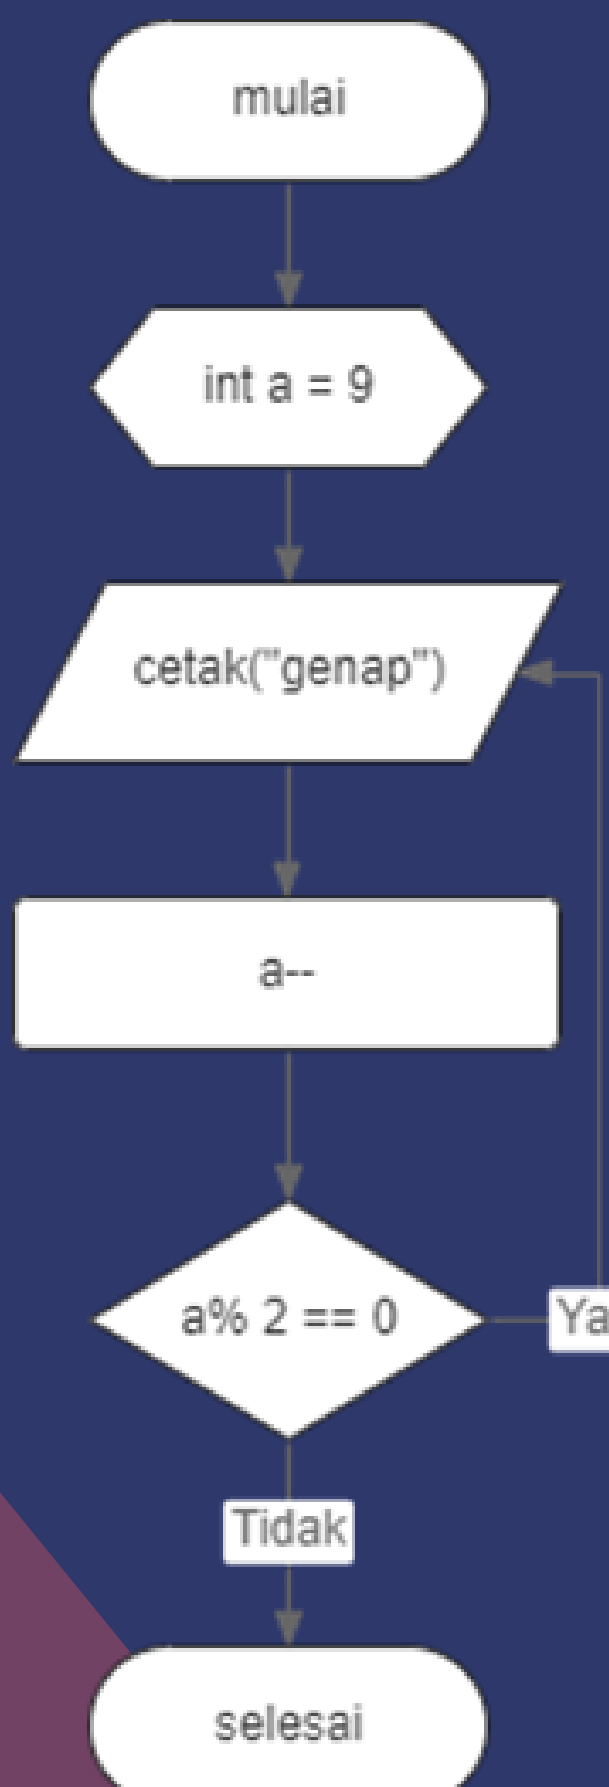 mulai
int a = 9
cetak("genap")
a--
a% 2 == 0
Ya
Tidak
selesai